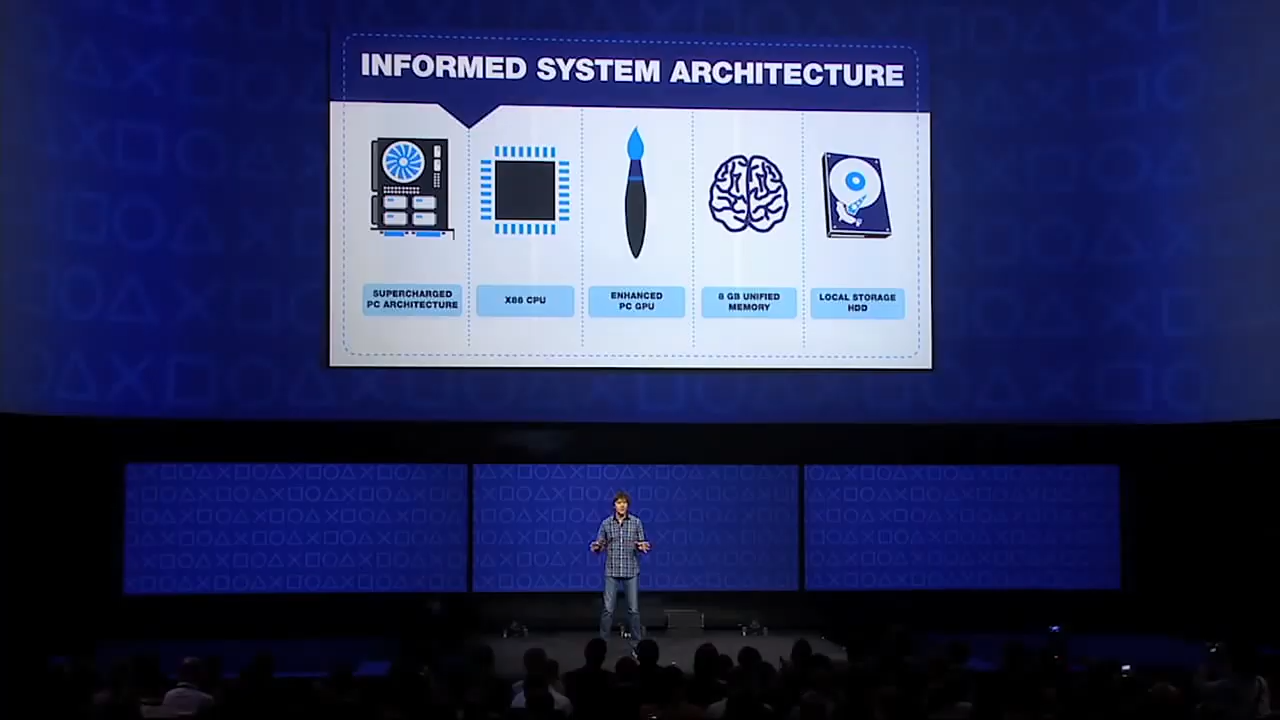 INFORMED SYSTEM ARCHITECTURE
SUPERCHARGED
PC ARCHITECTURE
X86 CPU
ENHANCED
PC GPU
8 GB UNIFIED
MEMORY
LOCAL STORAGE
HDD